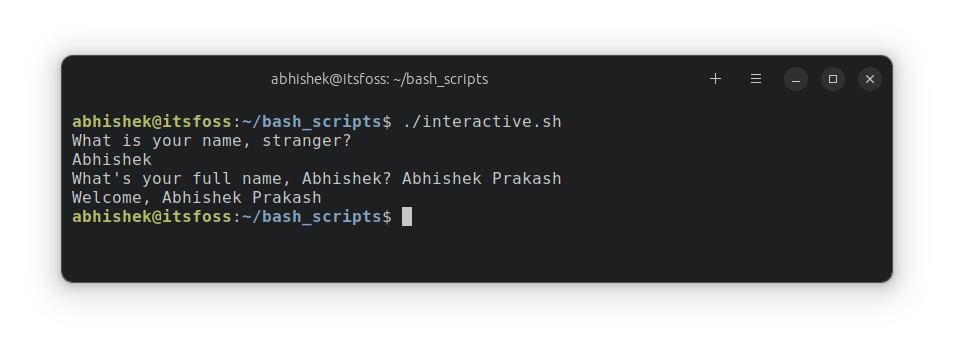 abhishek@itsfoss: ~/bash_scripts
abhishek@itsfoss:~/bash_scripts$ ./interactive.sh
What is your name, stranger?
Abhishek
What's your full name, Abhishek? Abhishek Prakash
Welcome, Abhishek Prakash
abhishek@itsfoss:~/bash_scripts$